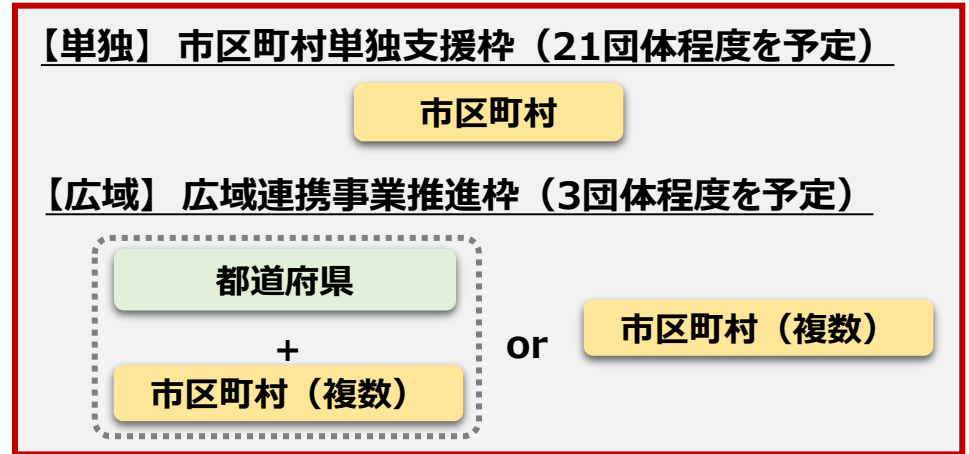 【単独】 市区町村単独支援枠（21団体程度を予定）
市区町村
【広域】 広域連携事業推進枠（3団体程度を予定）
都道府県
+
市区町村（複数）
or
市区町村（複数）